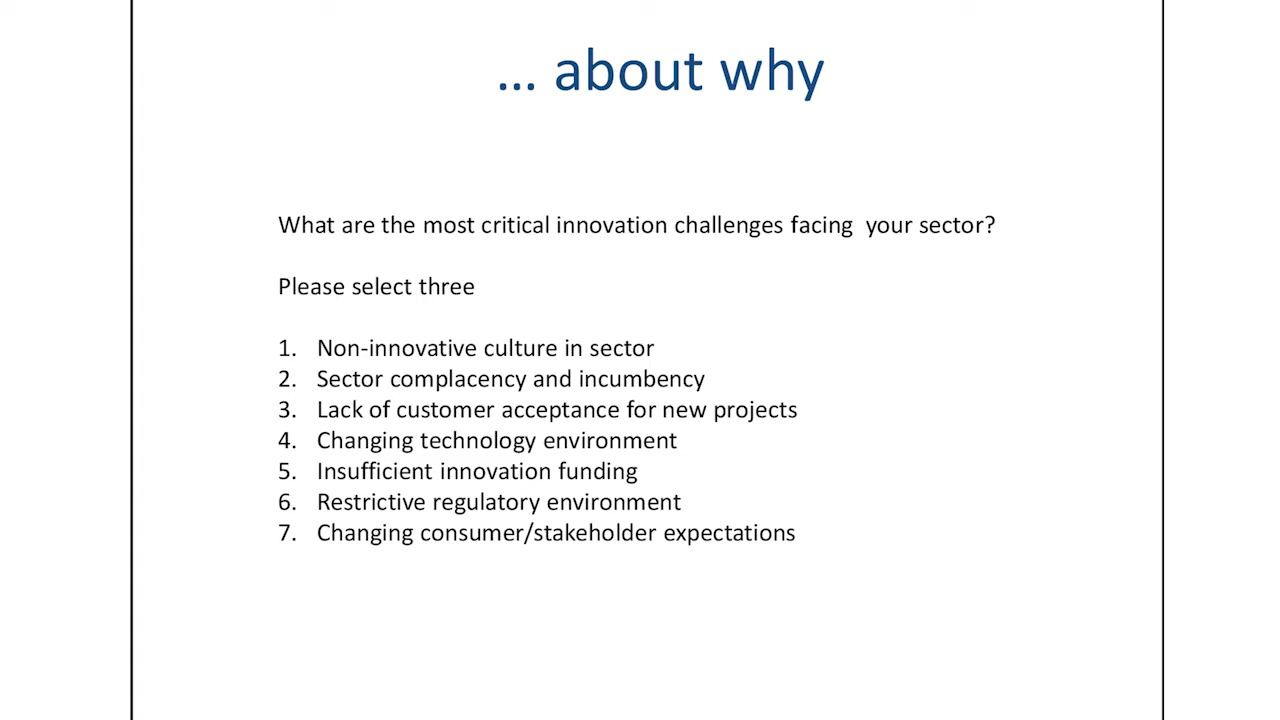 ... about why
What are the most critical innovation challenges facing  your sector?
Please select three
1. Non-innovative culture in sector
2. Sector complacency and incumbency
3. Lack of customer acceptance for new projects
4. Changing technology environment
5. Insufficient innovation funding
6. Restrictive regulatory environment
7. Changing consumer/stakeholder expectations